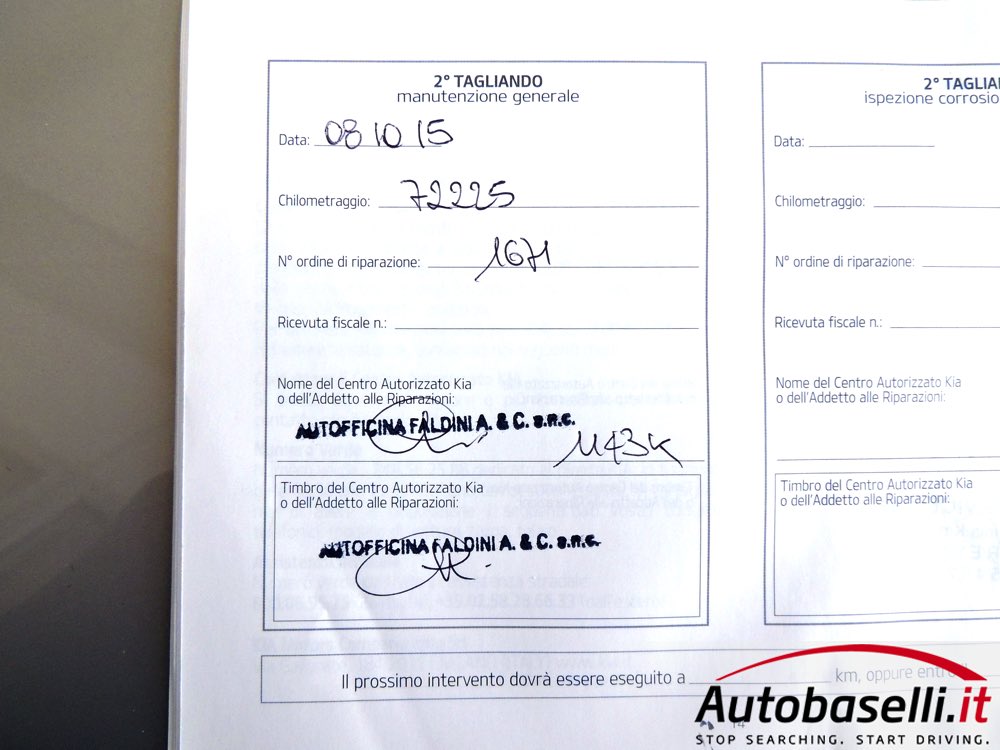 2° TAGLIANDO
manutenzione generale
Data: 08 10 15
Chilometraggio: 72225
N° ordine di riparazione: 1671
Ricevuta fiscale n.:
Nome del Centro Autorizzato Kia
o dell'Addetto alle Riparazioni:
AUTOFFICINA FALDINI A. & C. s.n.c.
1143K
Timbro del Centro Autorizzato Kia
o dell'Addetto alle Riparazioni:
AUTOFFICINA FALDINI A. & C. s.n.c.
2° TAGLIA
ispezione corrosio
Data:
Chilometraggio:
N° ordine di riparazione:
Ricevuta fiscale n.:
Nome del Centro Autorizzato Kia
o dell'Addetto alle Riparazioni:
Timbro del Centro Autorizzato Kia
o dell'Addetto alle Riparazioni:
Il prossimo intervento dovrà essere eseguito a km, oppure entro
Autobaselli.it
STOP SEARCHING. START DRIVING.